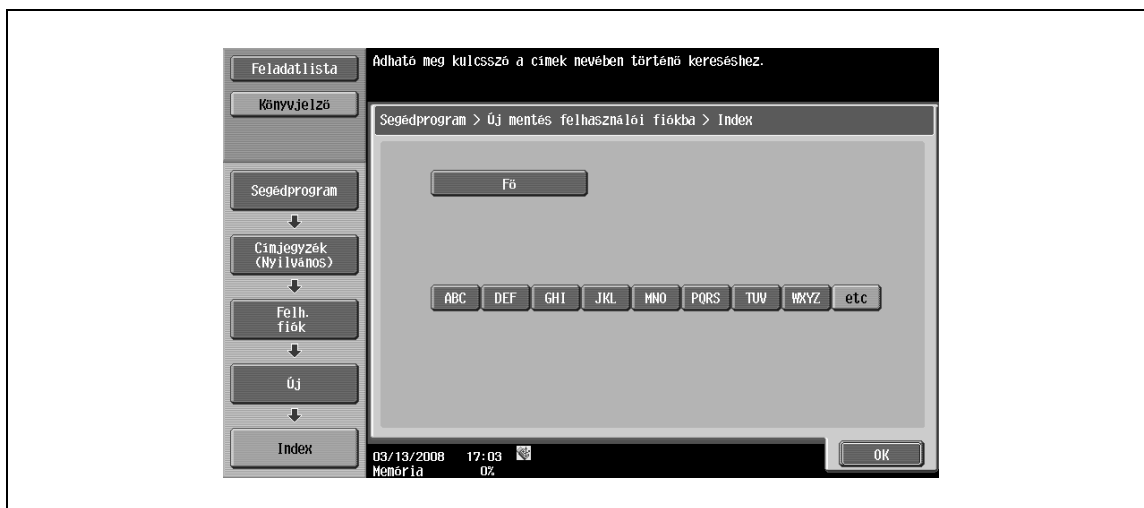 Feladatlista
Könyvjelző
Adható meg kulcsszó a címek nevében történő kereséshez.
Segédprogram > Új mentés felhasználói fiókba > Index
Segédprogram
Címjegyzék
(Nyilvános)
Felh.
fiók
Új
Index
Fő
ABC DEF GHI JKL MNO PQRS TUV WXYZ etc
03/13/2008 17:03
Memória 0%
OK